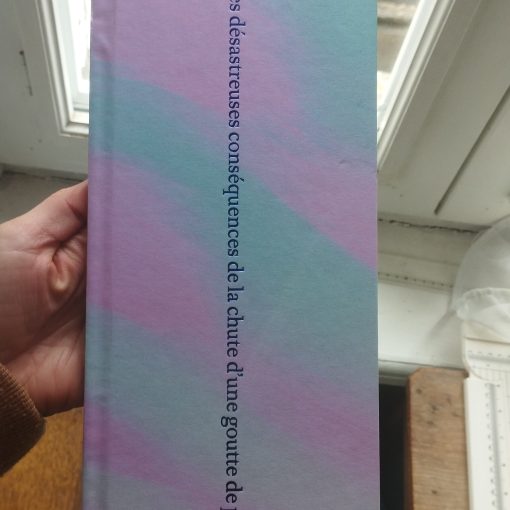 es désastreuses conséquences de la chute d'une goutte de